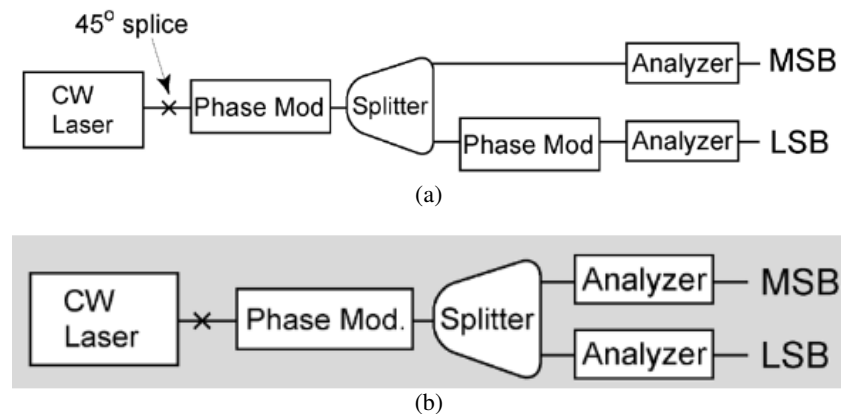 45° splice
CW
Laser
Phase Mod
Splitter
Analyzer
MSB
Phase Mod
Analyzer
LSB
(a)
CW
Laser
Phase Mod.
Splitter
Analyzer
MSB
Analyzer
LSB
(b)